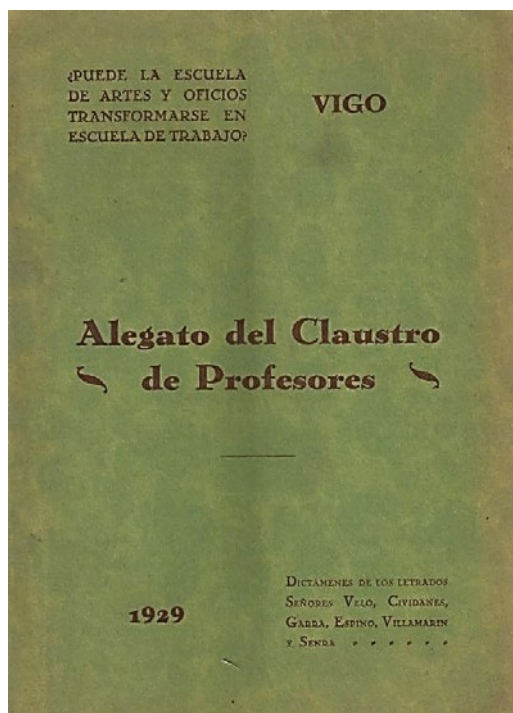 ¿PUEDE LA ESCUELA
DE ARTES Y OFICIOS
TRANSFORMARSE EN
ESCUELA DE TRABAJO?
VIGO
Alegato del Claustro
de Profesores
1929
DICTÁMENES DE LOS LETRADOS
SEÑORES VELO, CIVIDANES,
GARRA, ESPINO, VILLAMARIN
Y SENRA